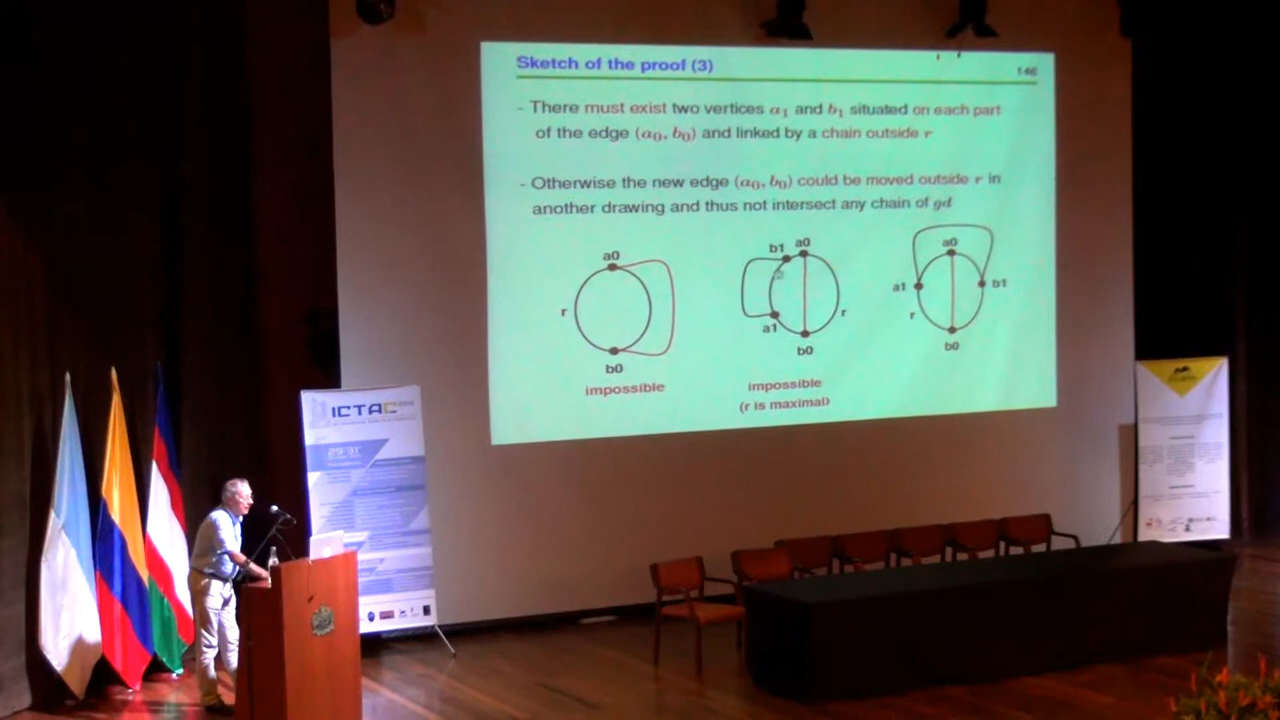 Sketch of the proof (3)
146
- There must exist two vertices a1 and b1 situated on each part
of the edge (a0, b0) and linked by a chain outside r
- Otherwise the new edge (a0, b0) could be moved outside r in
another drawing and thus not intersect any chain of gd
a0
r
b0
impossible
b1 a0
a1
r
b0
impossible
(r is maximal)
a0
a1
b1
r
b0
ICTAC
29-31